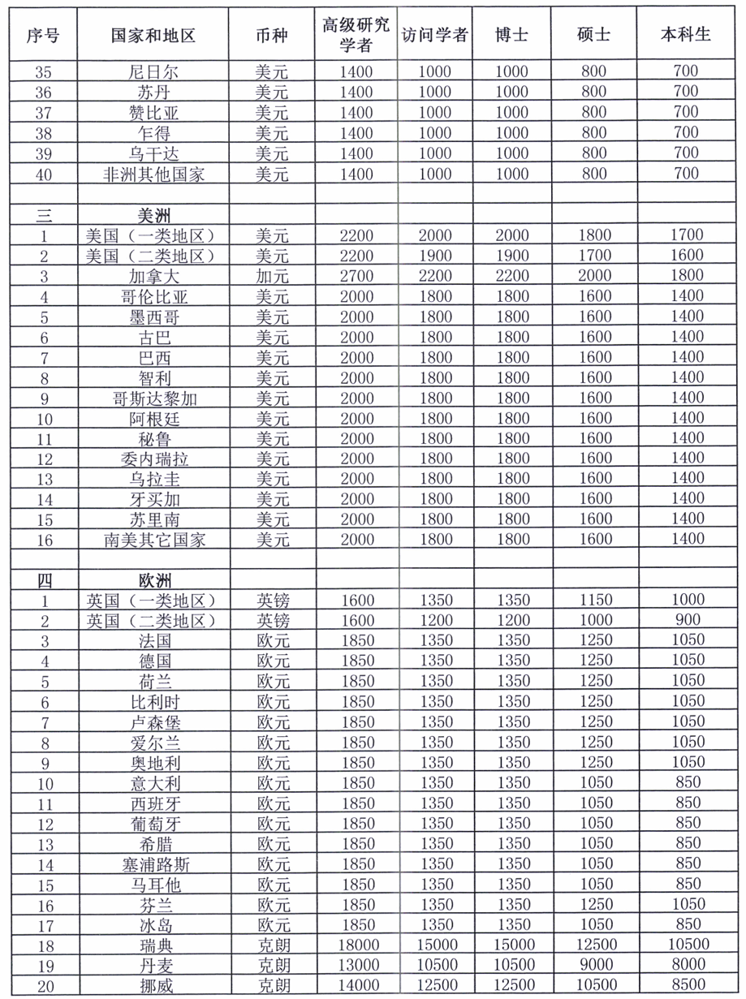 序号 国家和地区 币种 高级研究学者 访问学者 博士 硕士 本科生
35 尼日尔 美元 1400 1000 1000 800 700
36 苏丹 美元 1400 1000 1000 800 700
37 赞比亚 美元 1400 1000 1000 800 700
38 乍得 美元 1400 1000 1000 800 700
39 乌干达 美元 1400 1000 1000 800 700
40 非洲其他国家 美元 1400 1000 1000 800 700
三 美洲
1 美国（一类地区） 美元 2200 2000 2000 1800 1700
2 美国（二类地区） 美元 2200 1900 1900 1700 1600
3 加拿大 加元 2700 2200 2200 2000 1800
4 哥伦比亚 美元 2000 1800 1800 1600 1400
5 墨西哥 美元 2000 1800 1800 1600 1400
6 古巴 美元 2000 1800 1800 1600 1400
7 巴西 美元 2000 1800 1800 1600 1400
8 智利 美元 2000 1800 1800 1600 1400
9 哥斯达黎加 美元 2000 1800 1800 1600 1400
10 阿根廷 美元 2000 1800 1800 1600 1400
11 秘鲁 美元 2000 1800 1800 1600 1400
12 委内瑞拉 美元 2000 1800 1800 1600 1400
13 乌拉圭 美元 2000 1800 1800 1600 1400
14 牙买加 美元 2000 1800 1800 1600 1400
15 苏里南 美元 2000 1800 1800 1600 1400
16 南美其它国家 美元 2000 1800 1800 1600 1400
四 欧洲
1 英国（一类地区） 英镑 1600 1350 1350 1150 1000
2 英国（二类地区） 英镑 1600 1200 1200 1000 900
3 法国 欧元 1850 1350 1350 1250 1050
4 德国 欧元 1850 1350 1350 1250 1050
5 荷兰 欧元 1850 1350 1350 1250 1050
6 比利时 欧元 1850 1350 1350 1250 1050
7 卢森堡 欧元 1850 1350 1350 1250 1050
8 爱尔兰 欧元 1850 1350 1350 1250 1050
9 奥地利 欧元 1850 1350 1350 1250 1050
10 意大利 欧元 1850 1350 1350 1050 850
11 西班牙 欧元 1850 1350 1350 1050 850
12 葡萄牙 欧元 1850 1350 1350 1050 850
13 希腊 欧元 1850 1350 1350 1050 850
14 塞浦路斯 欧元 1850 1350 1350 1050 850
15 马耳他 欧元 1850 1350 1350 1050 850
16 芬兰 欧元 1850 1350 1350 1250 1050
17 冰岛 欧元 1850 1350 1350 1050 850
18 瑞典 克朗 18000 15000 15000 12500 10500
19 丹麦 克朗 13000 10500 10500 9000 8000
20 挪威 克朗 14000 12500 12500 10500 8500